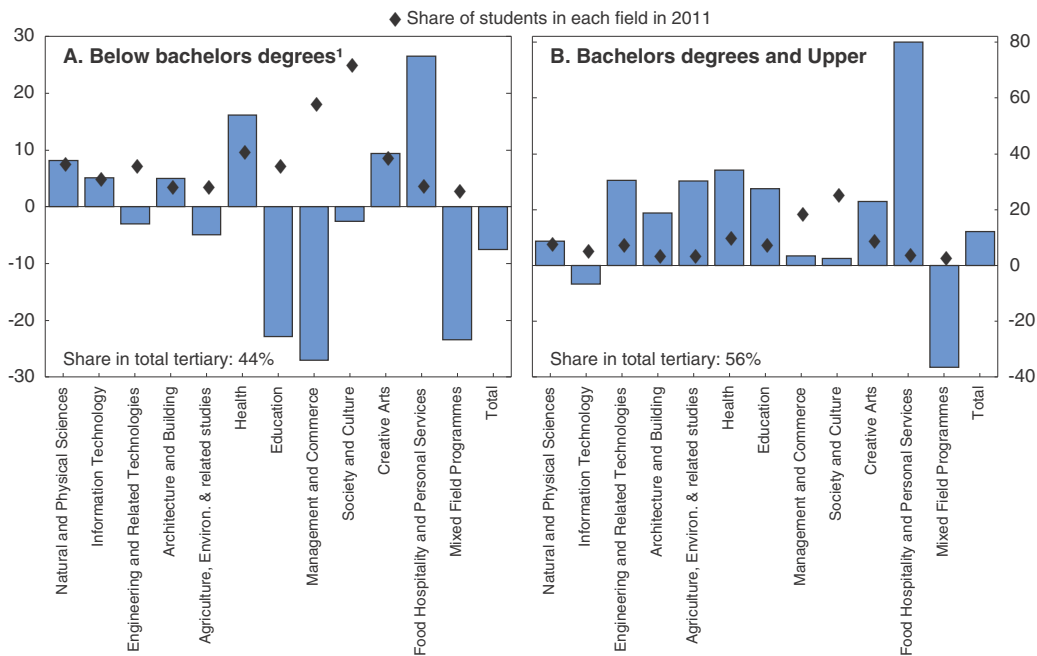 Share of students in each field in 2011
A. Below bachelors degrees¹
30
20
10
0
-10
-20
-30
Share in total tertiary: 44%
Natural and Physical Sciences
Information Technology
Engineering and Related Technologies
Architecture and Building
Agriculture, Environ. & related studies
Health
Education
Management and Commerce
Society and Culture
Creative Arts
Food Hospitality and Personal Services
Mixed Field Programmes
Total
B. Bachelors degrees and Upper
80
60
40
20
0
-20
-40
Share in total tertiary: 56%
Natural and Physical Sciences
Information Technology
Engineering and Related Technologies
Architecture and Building
Agriculture, Environ. & related studies
Health
Education
Management and Commerce
Society and Culture
Creative Arts
Food Hospitality and Personal Services
Mixed Field Programmes
Total